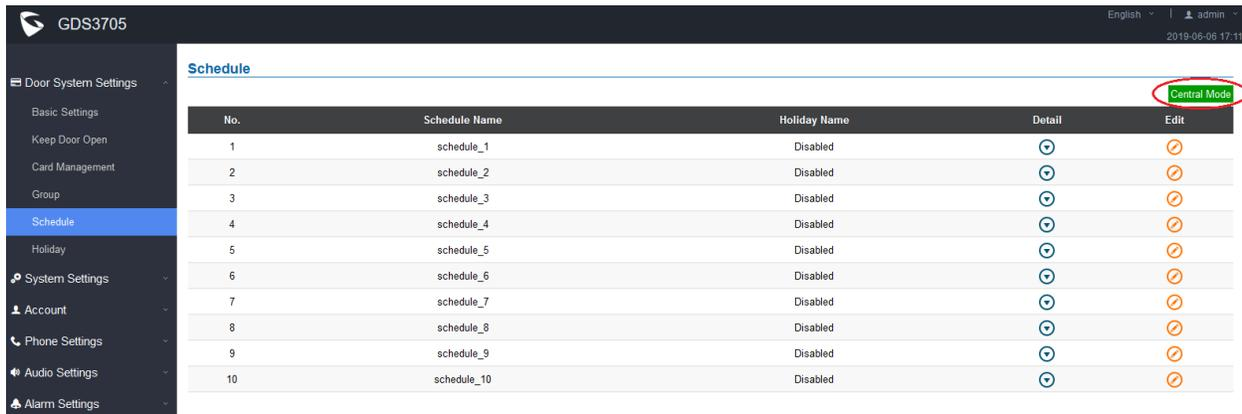 GDS3705
English | admin
2019-06-06 17:11
Door System Settings
Basic Settings
Keep Door Open
Card Management
Group
Schedule
Holiday
System Settings
Account
Phone Settings
Audio Settings
Alarm Settings
Schedule
Central Mode
No. Schedule Name Holiday Name Detail Edit
1 schedule_1 Disabled
2 schedule_2 Disabled
3 schedule_3 Disabled
4 schedule_4 Disabled
5 schedule_5 Disabled
6 schedule_6 Disabled
7 schedule_7 Disabled
8 schedule_8 Disabled
9 schedule_9 Disabled
10 schedule_10 Disabled